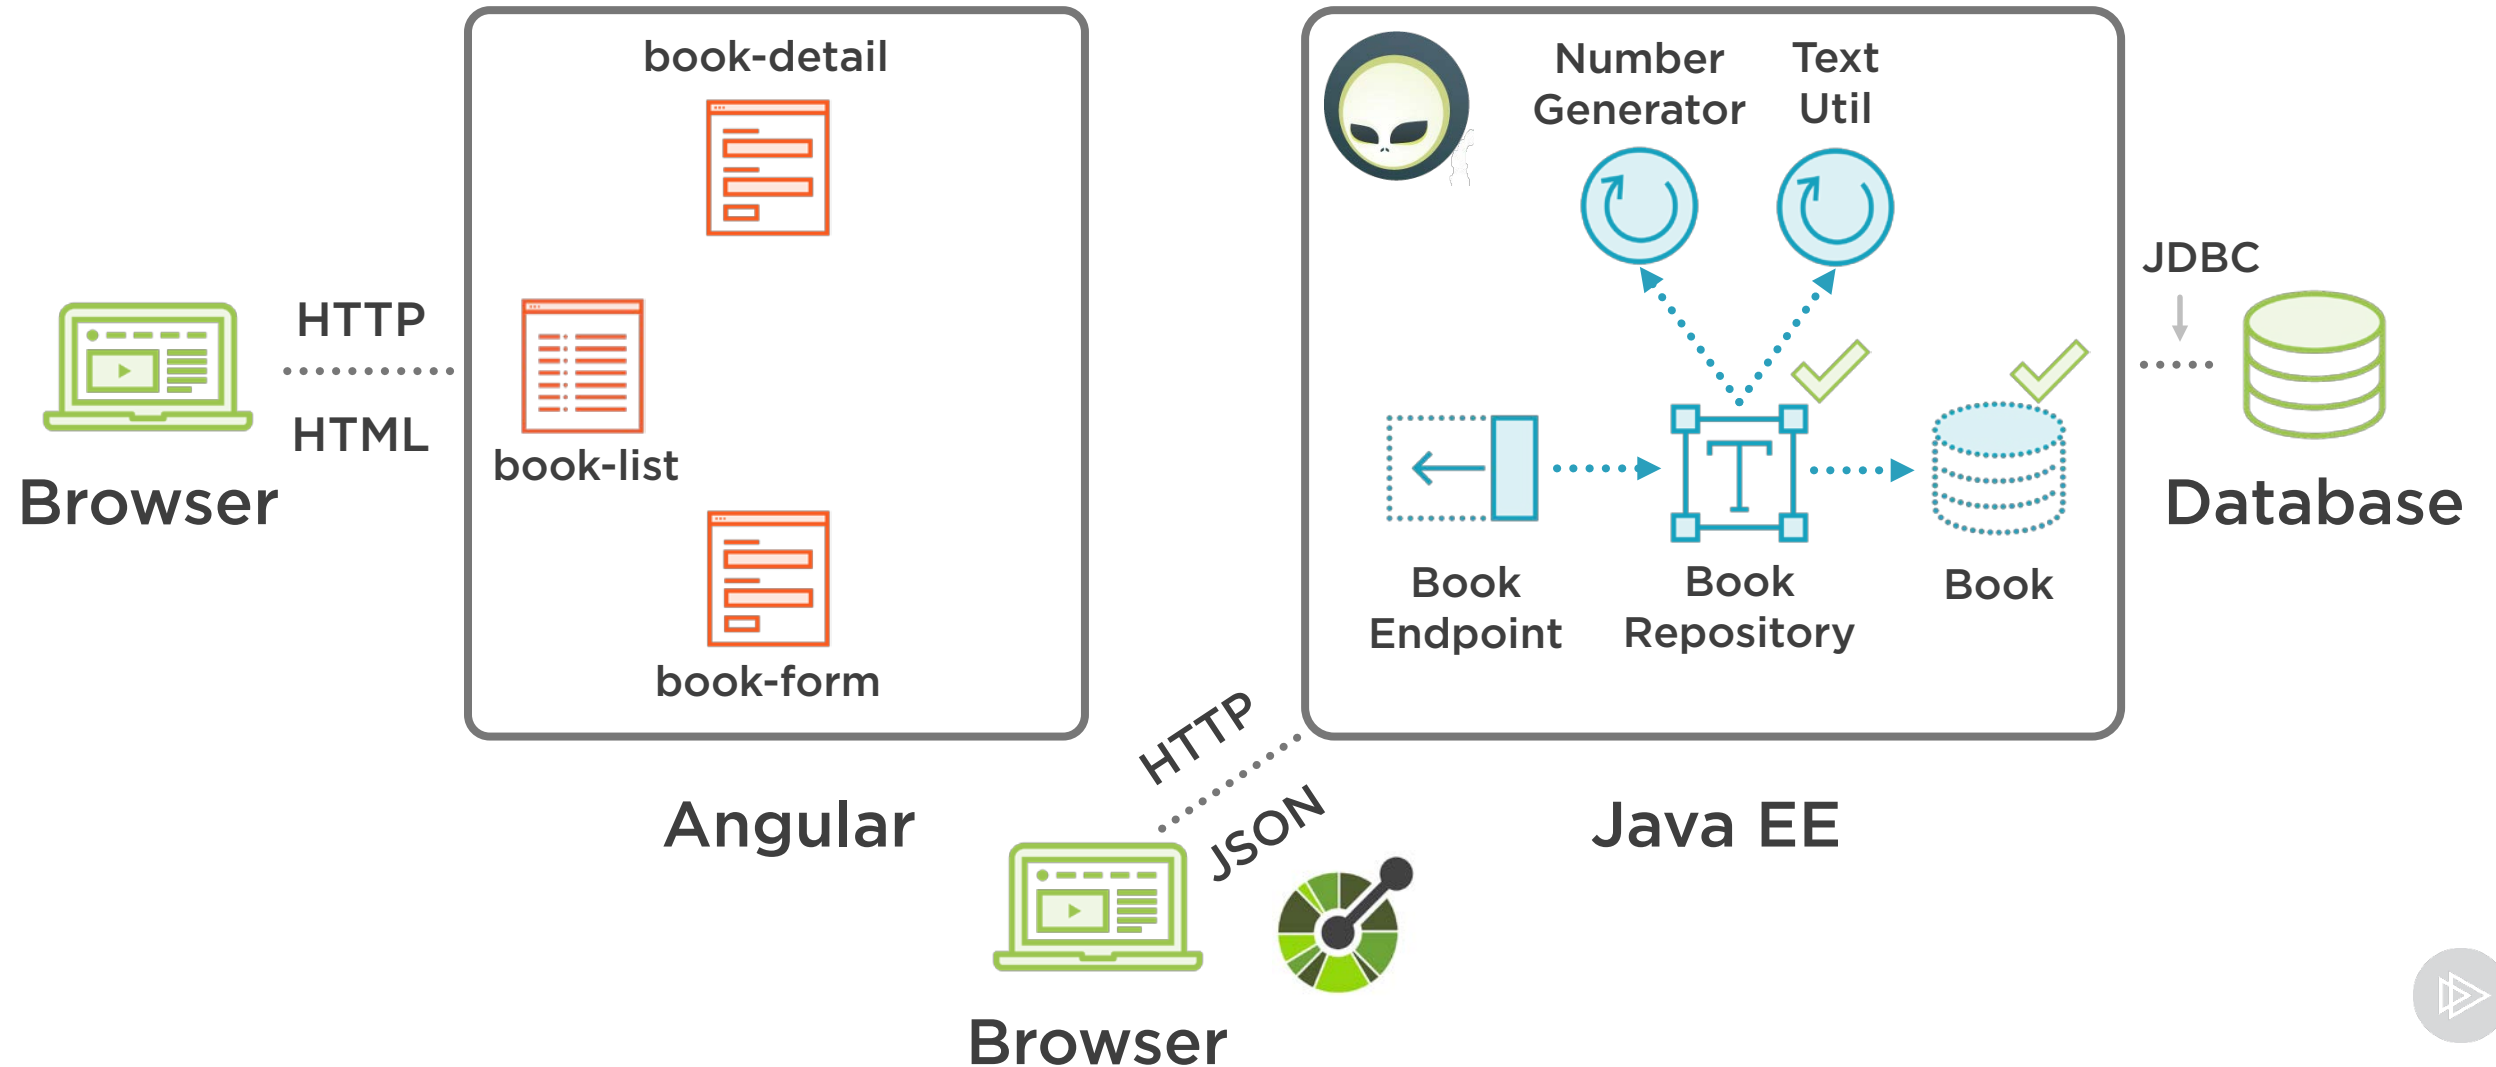 book-detail
Number
Generator
Text
Util
HTTP
HTML
Browser
book-list
book-form
Angular
Book
Endpoint
Book
Repository
Book
Java EE
JDBC
Database
HTTP
JSON
Browser